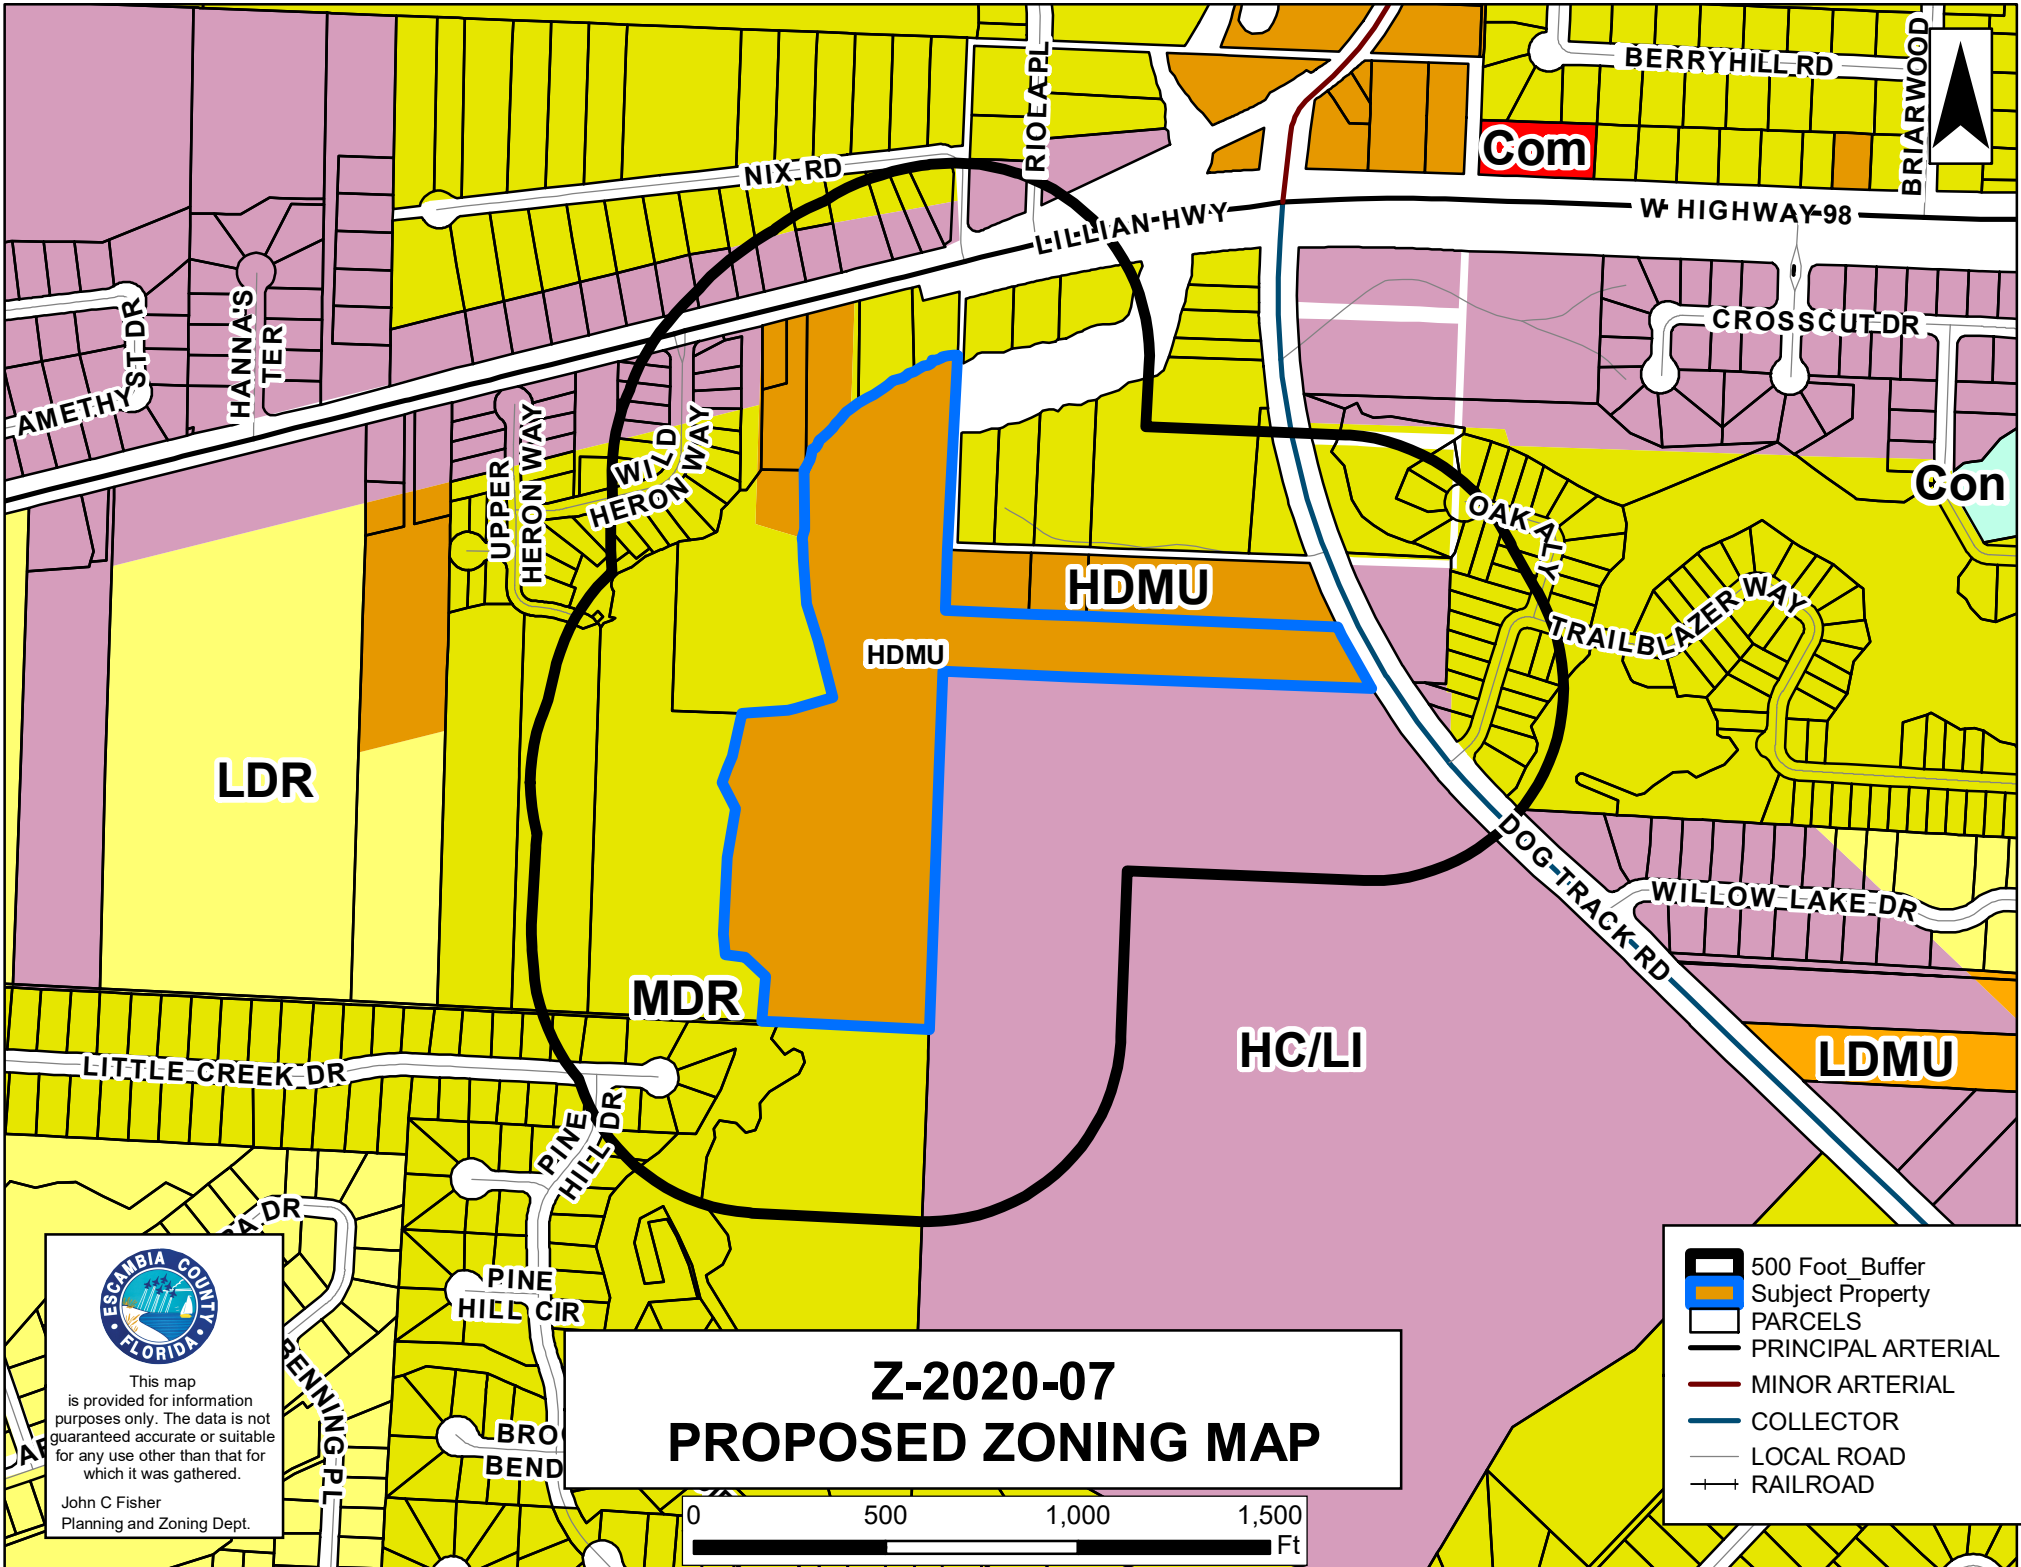 BERRYHILL RD
BRIARWOOD
RIOLA PL
Com
NIX RD
LILLIAN HWY
W HIGHWAY 98
AMETHYST DR
HANNA'S
TER
CROSSCUT DR
UPPER
HERON WAY
WILD
HERON WAY
Con
OAK ALY
HDMU
TRAILBLAZER WAY
HDMU
LDR
DOG TRACK RD
WILLOW LAKE DR
MDR
HC/LI
LDMU
LITTLE CREEK DR
PINE
HILL DR
DR
PINE
HILL CIR
BENNING PL
BRO
BEND
ESCAMBIA COUNTY
FLORIDA
This map
is provided for information
purposes only. The data is not
guaranteed accurate or suitable
for any use other than that for
which it was gathered.
John C Fisher
Planning and Zoning Dept.
Z-2020-07
PROPOSED ZONING MAP
0 500 1,000 1,500
Ft
500 Foot_Buffer
Subject Property
PARCELS
PRINCIPAL ARTERIAL
MINOR ARTERIAL
COLLECTOR
LOCAL ROAD
RAILROAD